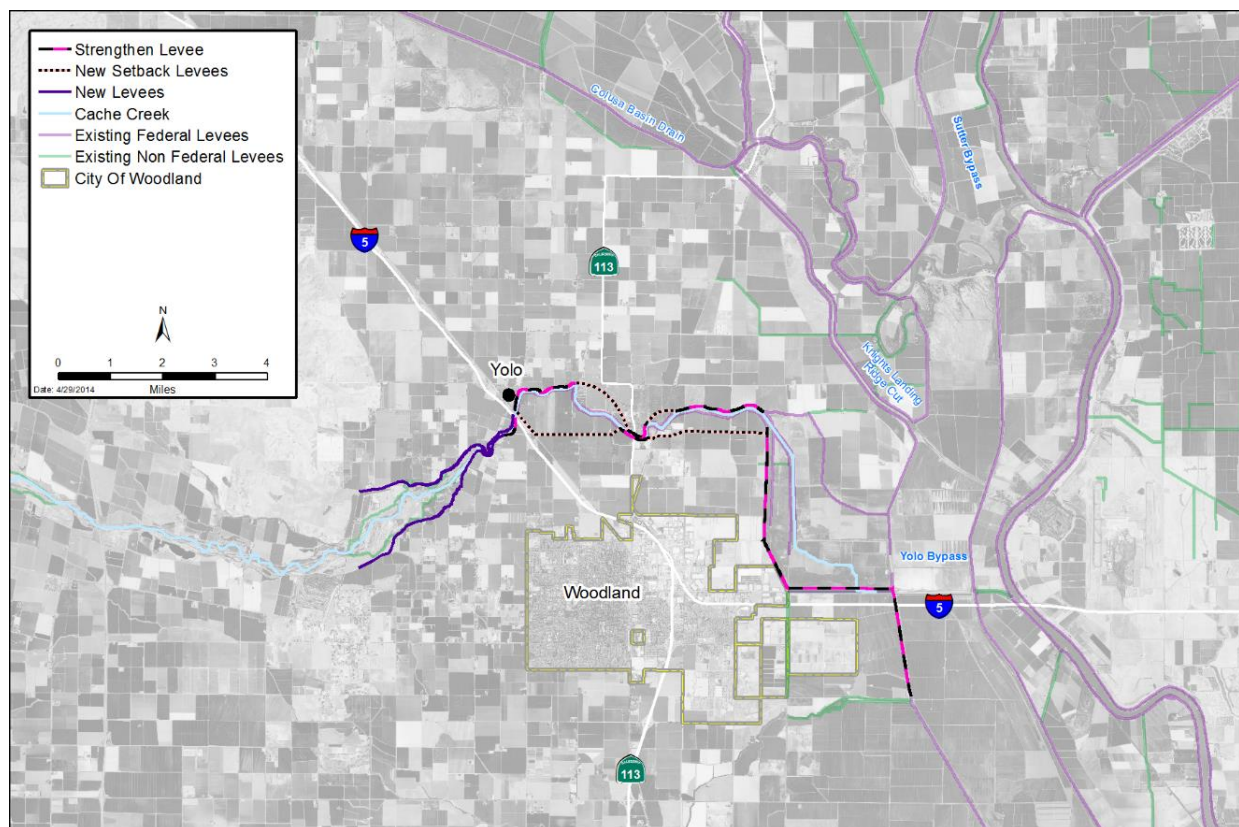 Strengthen Levee
New Setback Levees
New Levees
Cache Creek
Existing Federal Levees
Existing Non Federal Levees
City Of Woodland
N
0 1 2 3 4
Date: 4/29/2014
Miles
Colusa Basin Drain
Sutter Bypass
5
113
Knights Landing
Ridge Cut
Yolo
Yolo Bypass
Woodland
5
113